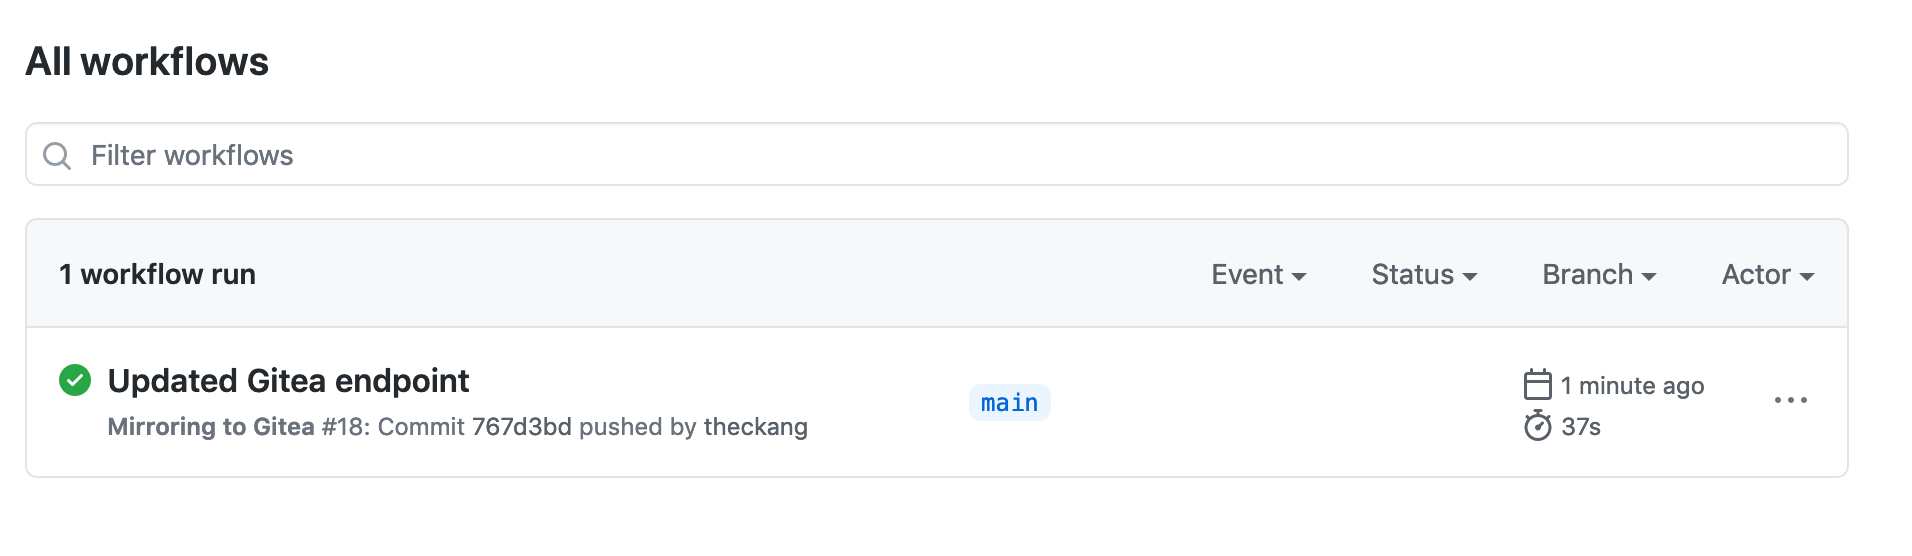 All workflows
Filter workflows
1 workflow run
Event
Status
Branch
Actor
Updated Gitea endpoint
Mirroring to Gitea #18: Commit 767d3bd pushed by theckang
main
1 minute ago
37s